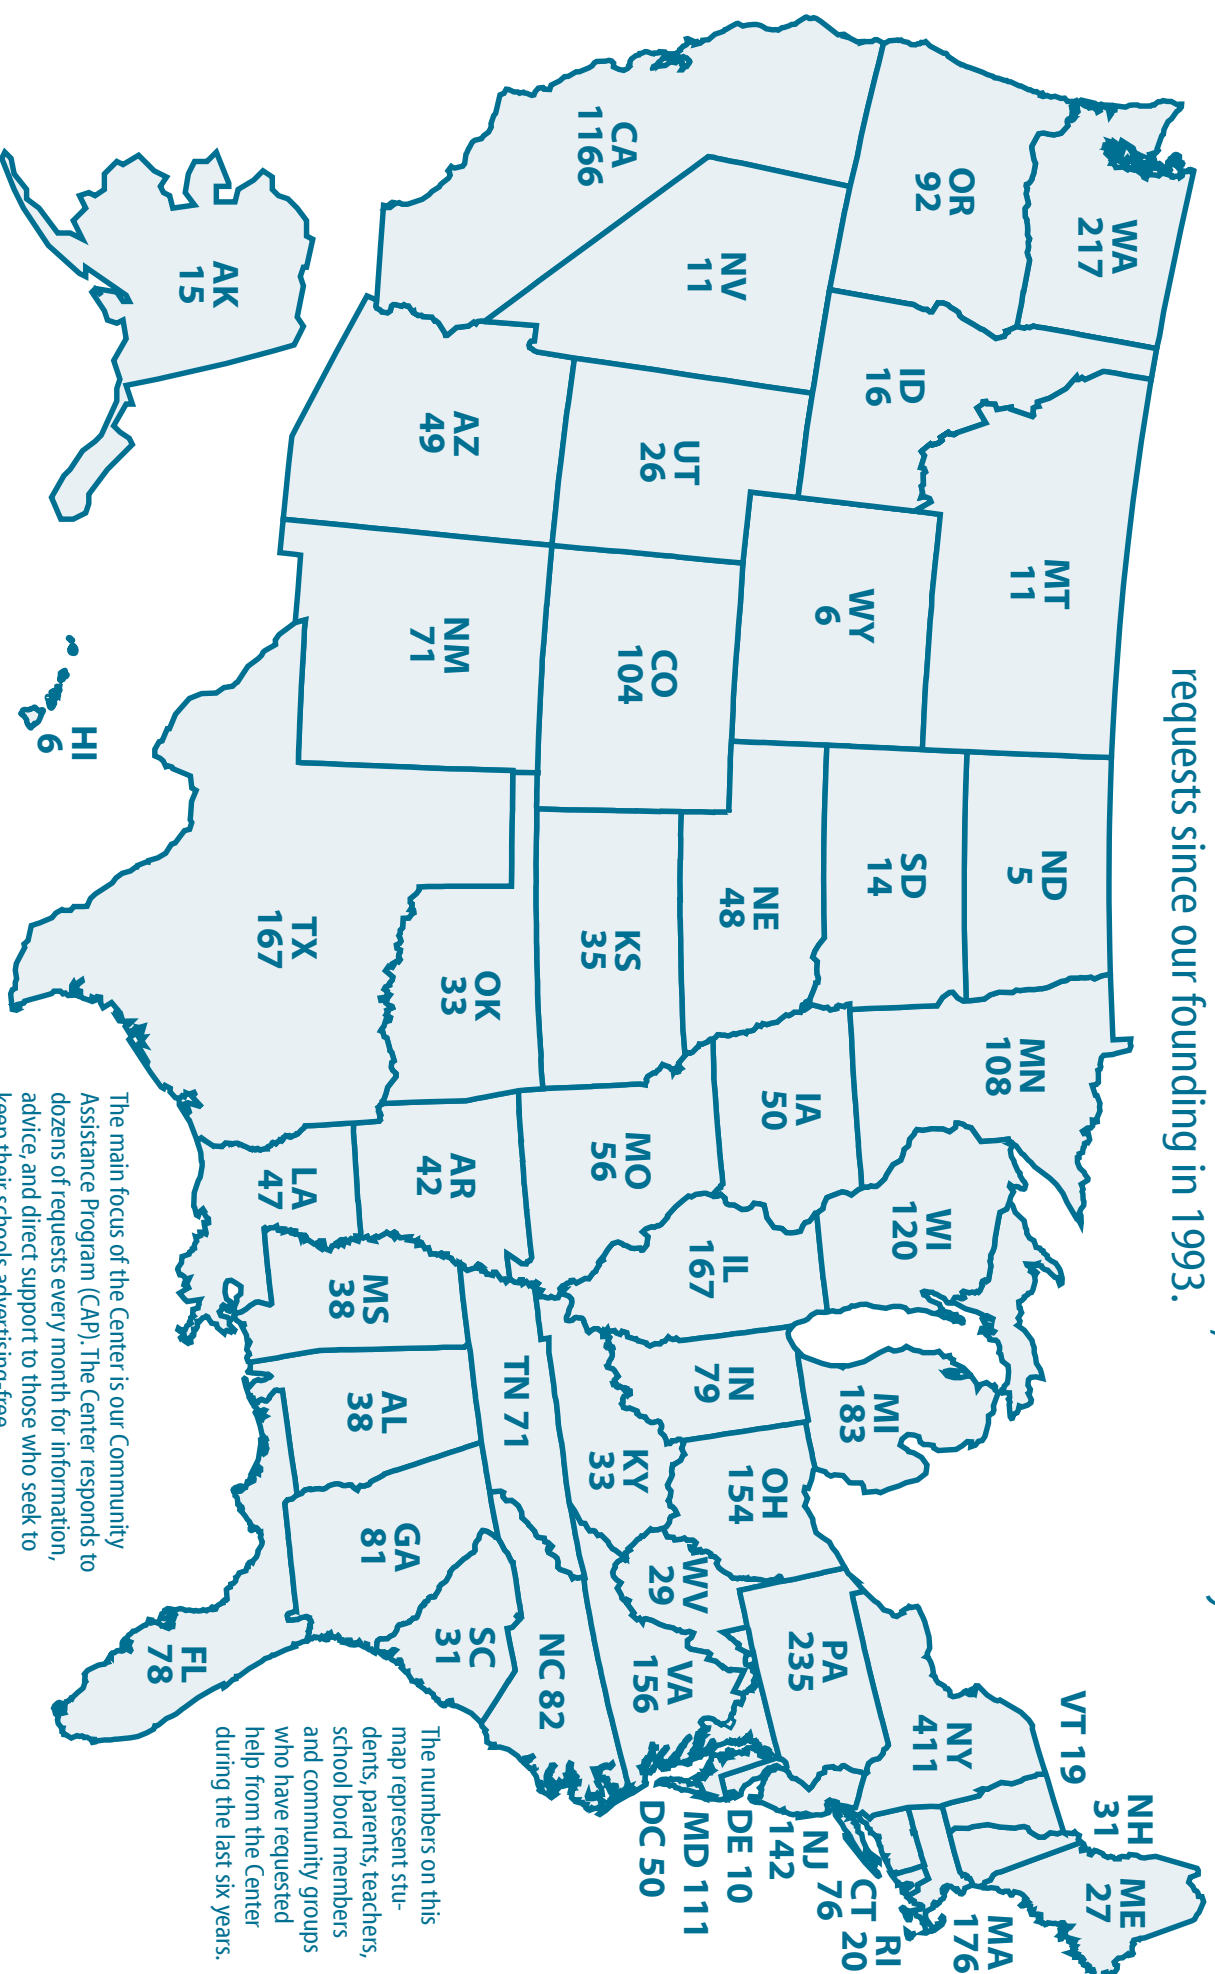 requests since our founding in 1993.
WA
217
OR
92
CA
1166
NV
11
ID
16
MT
11
WY
6
UT
26
AZ
49
CO
104
NM
71
ND
5
SD
14
NE
48
KS
35
OK
33
TX
167
MN
108
IA
50
MO
56
AR
42
LA
47
WI
120
IL
167
MS
38
MI
183
IN
79
KY
33
TN 71
AL
38
OH
154
WV
29
GA
81
FL
78
SC
31
NC 82
VA
156
PA
235
NY
411
VT 19
NH
31
ME
27
MA
176
RI
20
CT
76
NJ
142
DE 10
MD 111
DC 50
AK
15
HI
6
The main focus of the Center is our Community
Assistance Program (CAP). The Center responds to
dozens of requests every month for information,
advice, and direct support to those who seek to
keep their schools advertising-free
The numbers on this
map represent stu-
dents, parents, teachers,
school bord members
and community groups
who have requested
help from the Center
during the last six years.